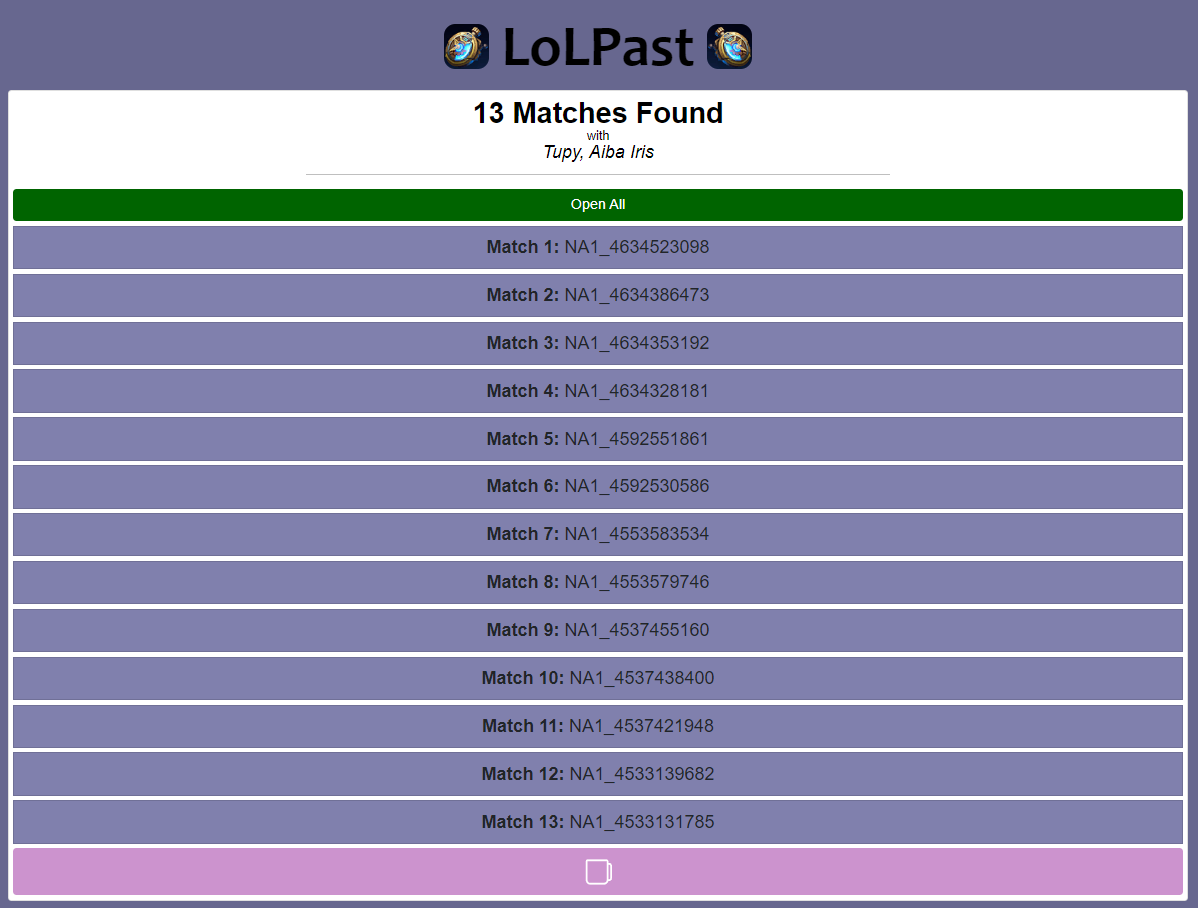 LoLPast
13 Matches Found
with
Tupy, Aiba Iris
Open All
Match 1: NA1_4634523098
Match 2: NA1_4634386473
Match 3: NA1_4634353192
Match 4: NA1_4634328181
Match 5: NA1_4592551861
Match 6: NA1_4592530586
Match 7: NA1_4553583534
Match 8: NA1_4553579746
Match 9: NA1_4537455160
Match 10: NA1_4537438400
Match 11: NA1_4537421948
Match 12: NA1_4533139682
Match 13: NA1_4533131785